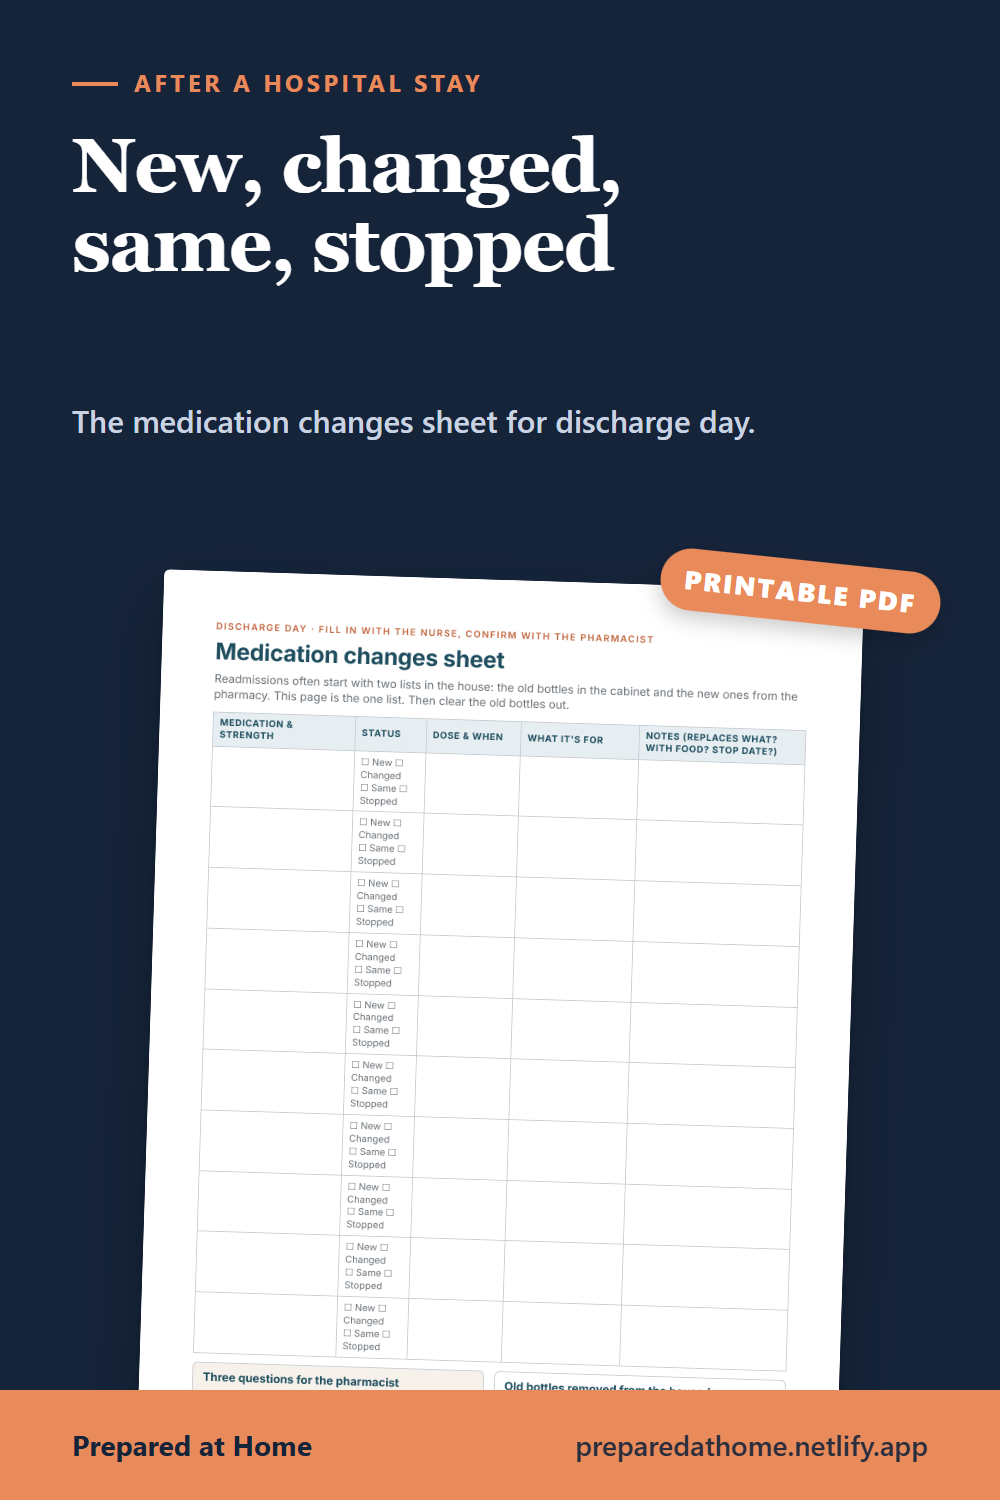 AFTER A HOSPITAL STAY
New, changed,
same, stopped
The medication changes sheet for discharge day.
PRINTABLE PDF
DISCHARGE DAY · FILL IN WITH THE NURSE, CONFIRM WITH THE PHARMACIST
Medication changes sheet
Readmissions often start with two lists in the house: the old bottles in the cabinet and the new ones from the
pharmacy. This page is the one list. Then clear the old bottles out.
MEDICATION &
STRENGTH
STATUS
DOSE & WHEN
WHAT IT'S FOR
NOTES (REPLACES WHAT?
WITH FOOD? STOP DATE?)
☐ New ☐
Changed
☐ Same ☐
Stopped
☐ New ☐
Changed
☐ Same ☐
Stopped
☐ New ☐
Changed
☐ Same ☐
Stopped
☐ New ☐
Changed
☐ Same ☐
Stopped
☐ New ☐
Changed
☐ Same ☐
Stopped
☐ New ☐
Changed
☐ Same ☐
Stopped
☐ New ☐
Changed
☐ Same ☐
Stopped
☐ New ☐
Changed
☐ Same ☐
Stopped
☐ New ☐
Changed
☐ Same ☐
Stopped
☐ New ☐
Changed
☐ Same ☐
Stopped
Three questions for the pharmacist
Old bottles removed from the house
Prepared at Home
preparedathome.netlify.app